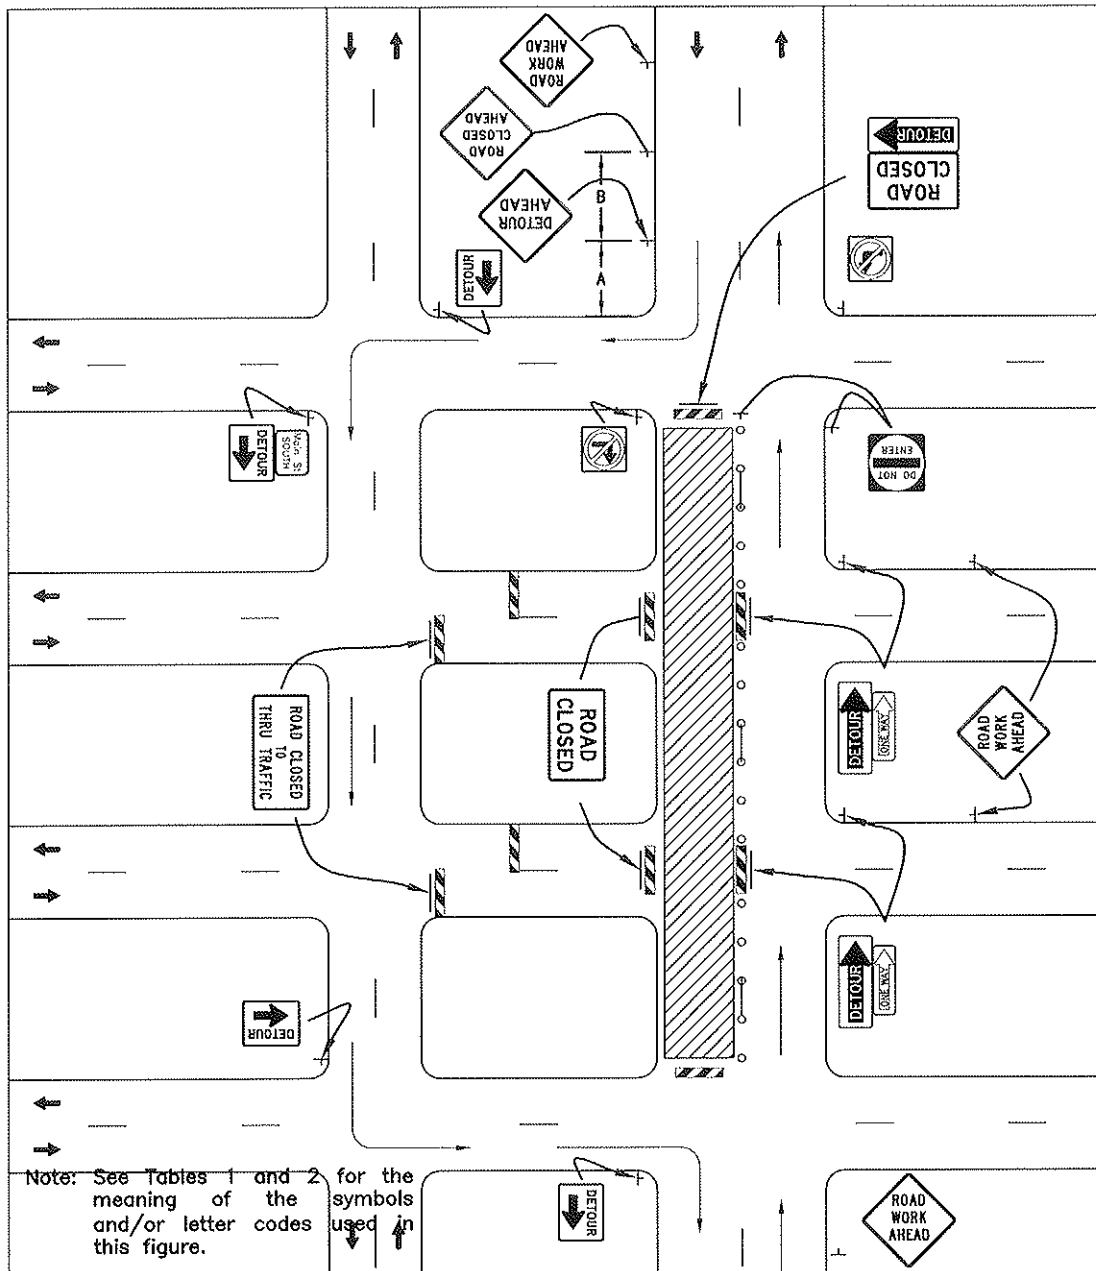 ROAD
WORK
AHEAD
ROAD
CLOSED
AHEAD
DETOUR
AHEAD
DETOUR
B
A
DETOUR
ROAD
CLOSED
DETOUR
Main St
SOUTH
DO NOT
ENTER
ROAD CLOSED
TO
THRU TRAFFIC
ROAD
CLOSED
DETOUR
ONE WAY
ROAD
WORK
AHEAD
DETOUR
ONE WAY
DETOUR
DETOUR
ROAD
WORK
AHEAD
Note: See Tables 1 and 2 for the
meaning of the symbols
and/or letter codes used in
this figure.